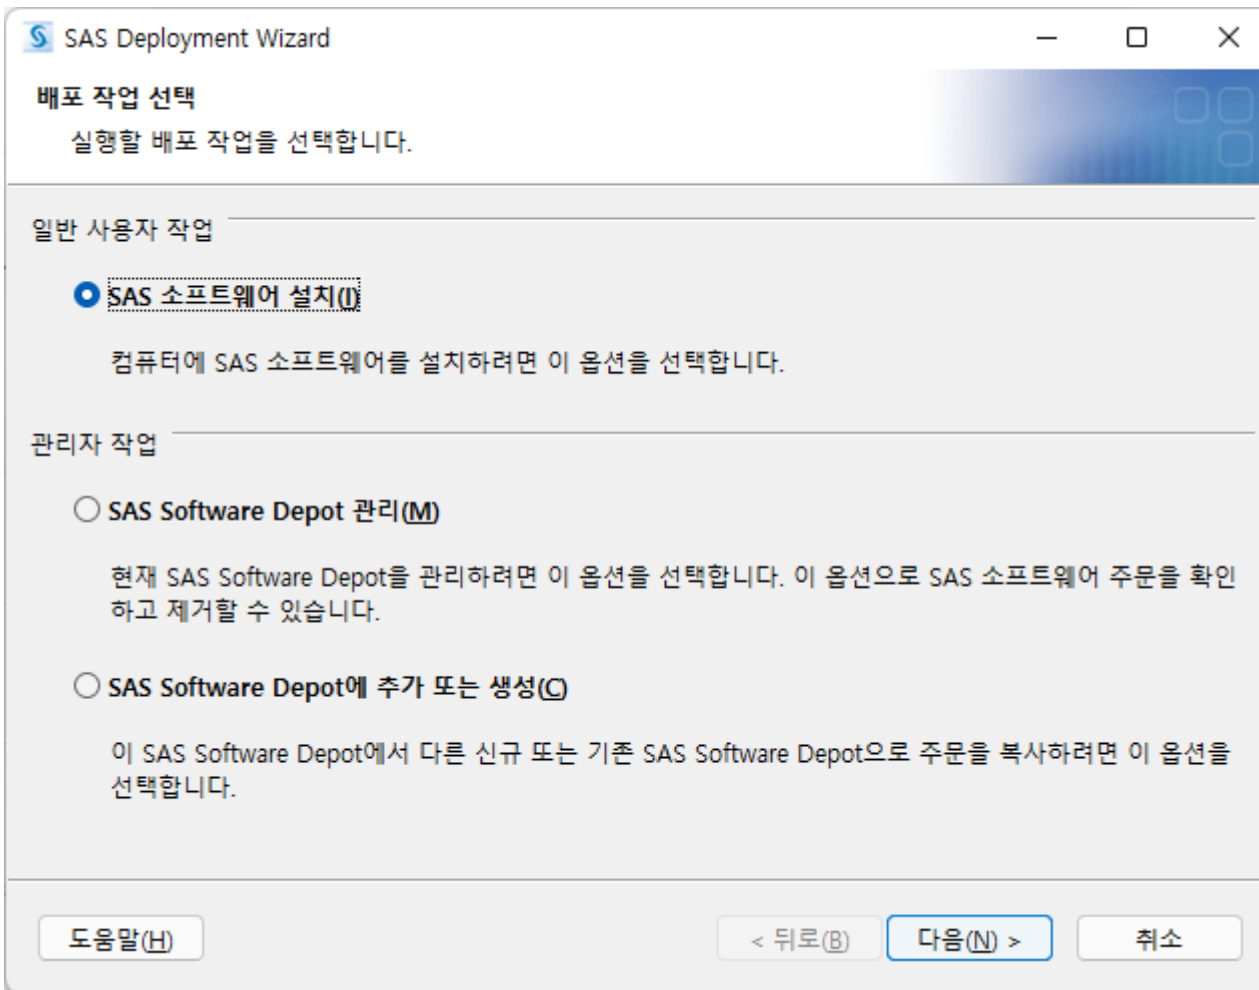 SAS Deployment Wizard
배포 작업 선택
실행할 배포 작업을 선택합니다.
일반 사용자 작업
SAS 소프트웨어 설치(I)
컴퓨터에 SAS 소프트웨어를 설치하려면 이 옵션을 선택합니다.
관리자 작업
SAS Software Depot 관리(M)
현재 SAS Software Depot을 관리하려면 이 옵션을 선택합니다. 이 옵션으로 SAS 소프트웨어 주문을 확인
하고 제거할 수 있습니다.
SAS Software Depot에 추가 또는 생성(C)
이 SAS Software Depot에서 다른 신규 또는 기존 SAS Software Depot으로 주문을 복사하려면 이 옵션을
선택합니다.
도움말(H) < 뒤로(B) 다음(N) > 취소